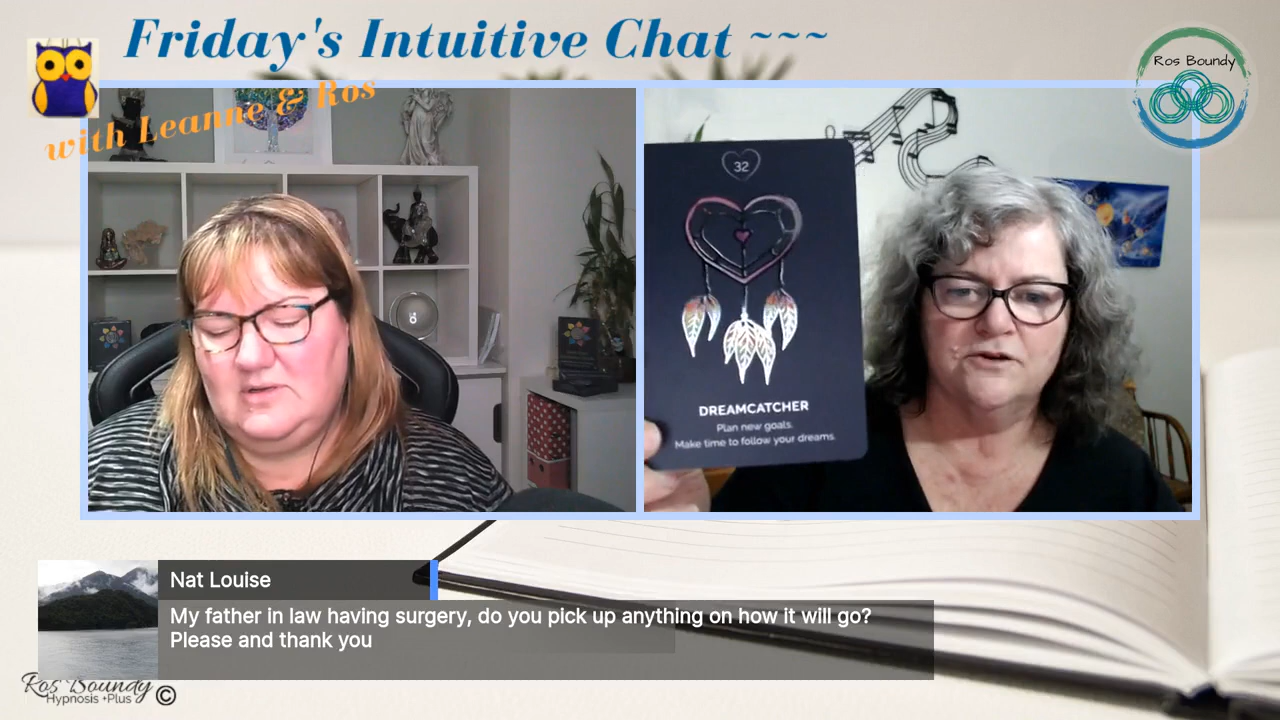 Friday's Intuitive Chat ~~~
with Leanne & Ros
Ros Boundy
32
DREAMCATCHER
Plan new goals.
Make time to follow your dreams.
Nat Louise
My father in law having surgery, do you pick up anything on how it will go?
Please and thank you
Ros Boundy
Hypnosis +Plus ©